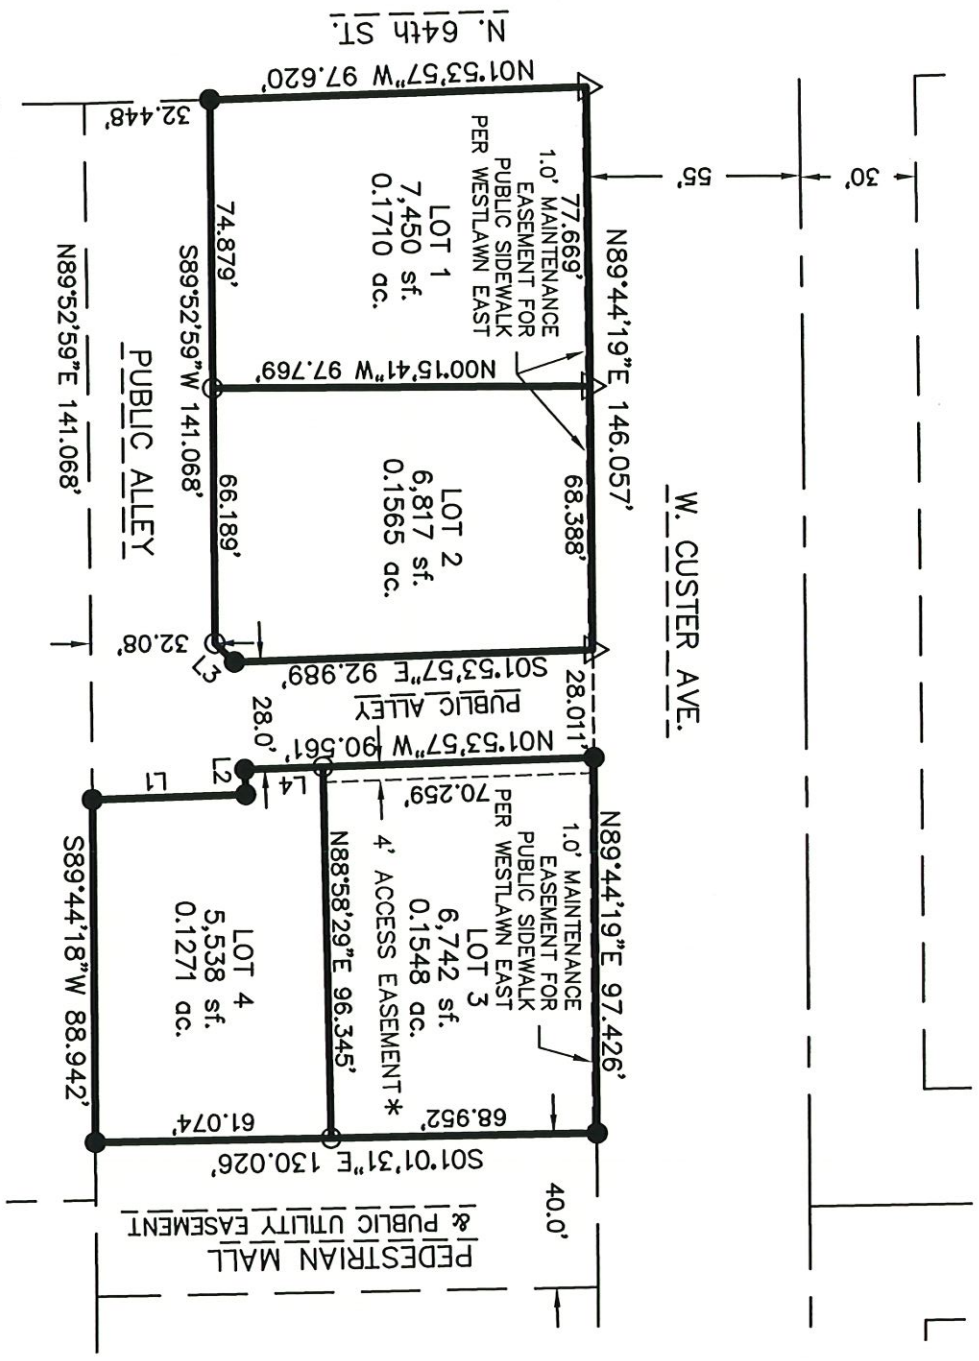 30'
55'
N89°44'19"E 146.057'
W. CUSTER AVE.
N89°44'19"E 97.426'
N. 64th ST.
N01°53'57"W 97.620'
77.669'
1.0' MAINTENANCE
EASEMENT FOR
PUBLIC SIDEWALK
PER WESTLAWN EAST
LOT 1
7,450 sf.
0.1710 ac.
74.879'
N00°15'41"W 97.769'
68.388'
LOT 2
6,817 sf.
0.1565 ac.
66.189'
S89°52'59"W 141.068'
32.448'
PUBLIC ALLEY
N89°52'59"E 141.068'
32.08'
L3
S01°53'57"E 92.989'
28.011'
PUBLIC ALLEY
28.0'
N01°53'57"W 90.561'
70.259'
1.0' MAINTENANCE
EASEMENT FOR
PUBLIC SIDEWALK
PER WESTLAWN EAST
LOT 3
6,742 sf.
0.1548 ac.
4' ACCESS EASEMENT*
68.952'
N88°58'29"E 96.345'
L4
L2
L1
LOT 4
5,538 sf.
0.1271 ac.
61.074'
S89°44'18"W 88.942'
S01°01'31"E 130.026'
40.0'
PEDESTRIAN MALL
& PUBLIC UTILITY EASEMENT